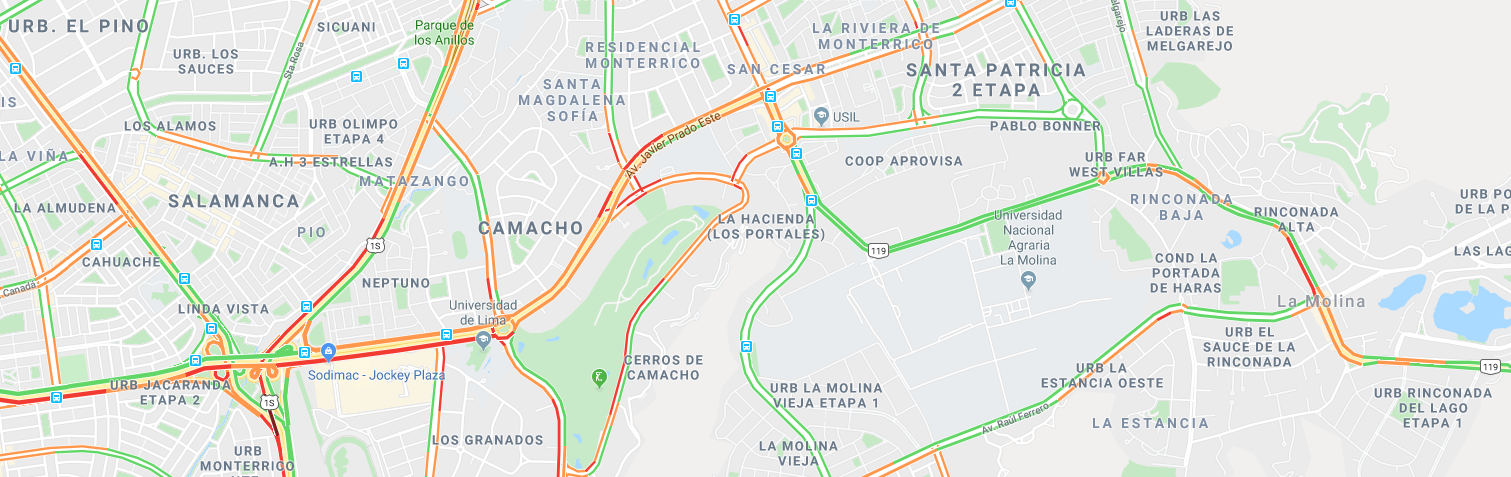 URB. EL PINO
SICUANI
Parque de
los Anillos
LA RIVIERA DE
MONTERRICO
URB LAS
LADERAS DE
MELGAREJO
Sta Rosa
URB. LOS
SAUCES
RESIDENCIAL
MONTERRICO
SAN CESAR
SANTA PATRICIA
2 ETAPA
SANTA
MAGDALENA
SOFÍA
LOS ALAMOS
URB OLIMPO
ETAPA 4
Av. Javier Prado Este
USIL
PABLO BONNER
LA VIÑA
A.H 3 ESTRELLAS
MATAZANGO
COOP APROVISA
URB FAR
WEST VILLAS
SALAMANCA
LA ALMUDENA
PIO
CAMACHO
LA HACIENDA
(LOS PORTALES)
Universidad
Nacional
Agraria
La Molina
RINCONADA
BAJA
RINCONADA
ALTA
URB PO
DE LA P
1S
119
CAHUACHE
NEPTUNO
COND LA
PORTADA
DE HARAS
LAS LAG
Canada
LINDA VISTA
Universidad
de Lima
La Molina
URB EL
SAUCE DE LA
RINCONADA
CERROS DE
CAMACHO
Sodimac - Jockey Plaza
URB JACARANDA
ETAPA 2
1S
URB LA MOLINA
VIEJA ETAPA 1
URB LA
ESTANCIA OESTE
119
URB RINCONADA
DEL LAGO
ETAPA 1
Av. Raul Ferrero
LA ESTANCIA
LOS GRANADOS
LA MOLINA
VIEJA
URB
MONTERRICO